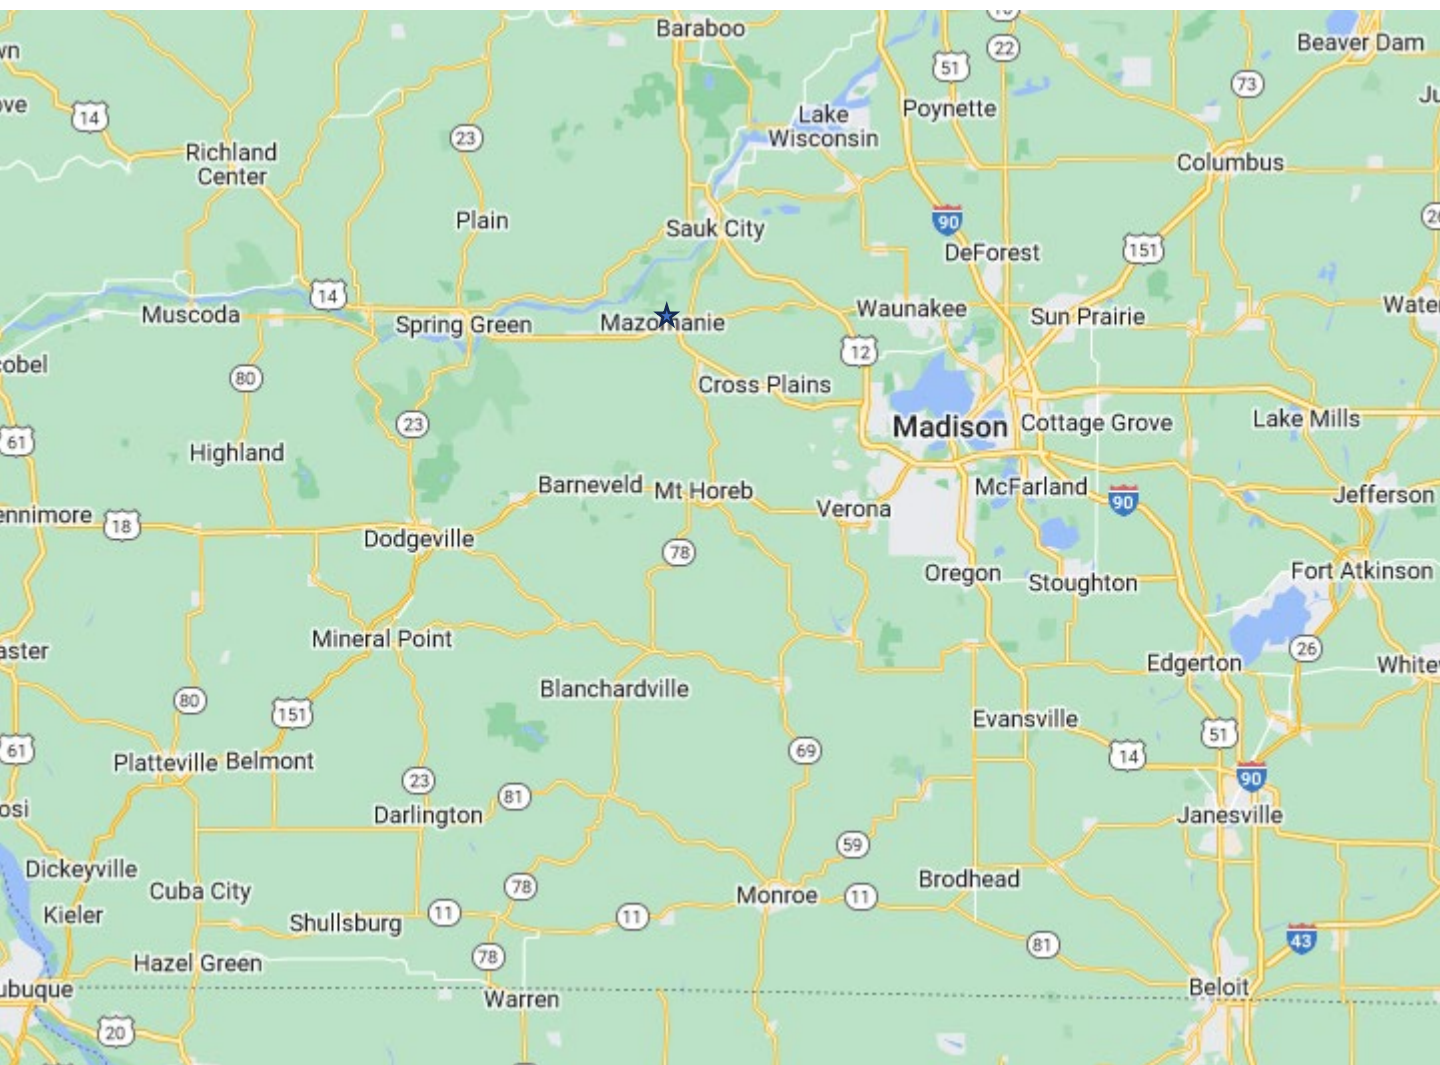 Baraboo
Beaver Dam
22
51
73
Poynette
14
Lake
Wisconsin
23
Richland
Center
Columbus
Plain
90
Sauk City
151
DeForest
14
Muscoda
Spring Green
Mazomanie
Waunakee
Sun Prairie
12
80
Cross Plains
23
Madison
Cottage Grove
Lake Mills
61
Highland
Barneveld
Mt Horeb
McFarland
90
Jefferson
Verona
18
Dodgeville
78
Oregon
Stoughton
Fort Atkinson
Mineral Point
26
Edgerton
Blanchardville
80
151
Evansville
51
61
69
14
Platteville
Belmont
23
90
81
Darlington
Janesville
59
Dickeyville
Cuba City
78
Monroe
11
Brodhead
Kieler
Shullsburg
11
11
81
43
78
Hazel Green
Beloit
Warren
20